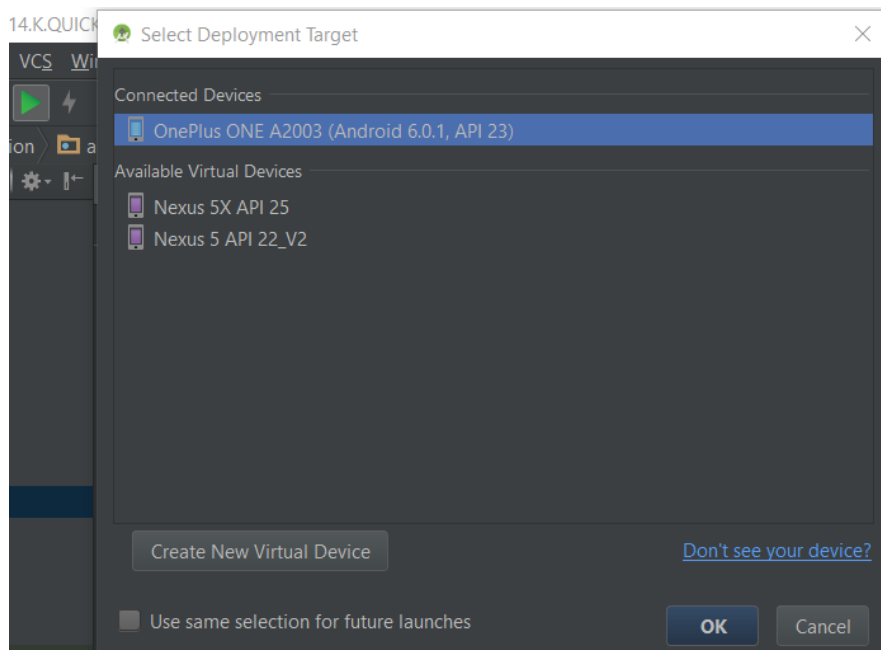 14.K.QUICK
Select Deployment Target
VCS Wi
Connected Devices
OnePlus ONE A2003 (Android 6.0.1, API 23)
ion a
Available Virtual Devices
Nexus 5X API 25
Nexus 5 API 22_V2
Create New Virtual Device
Don't see your device?
Use same selection for future launches
OK
Cancel